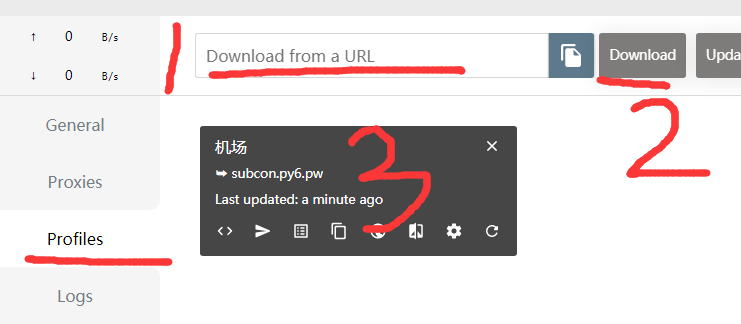 ↑ 0 B/s
↓ 0 B/s
General
Proxies
Profiles
Logs
1
Download from a URL
Download
Upda
2
机场
subcon.py6.pw
Last updated: a minute ago
3